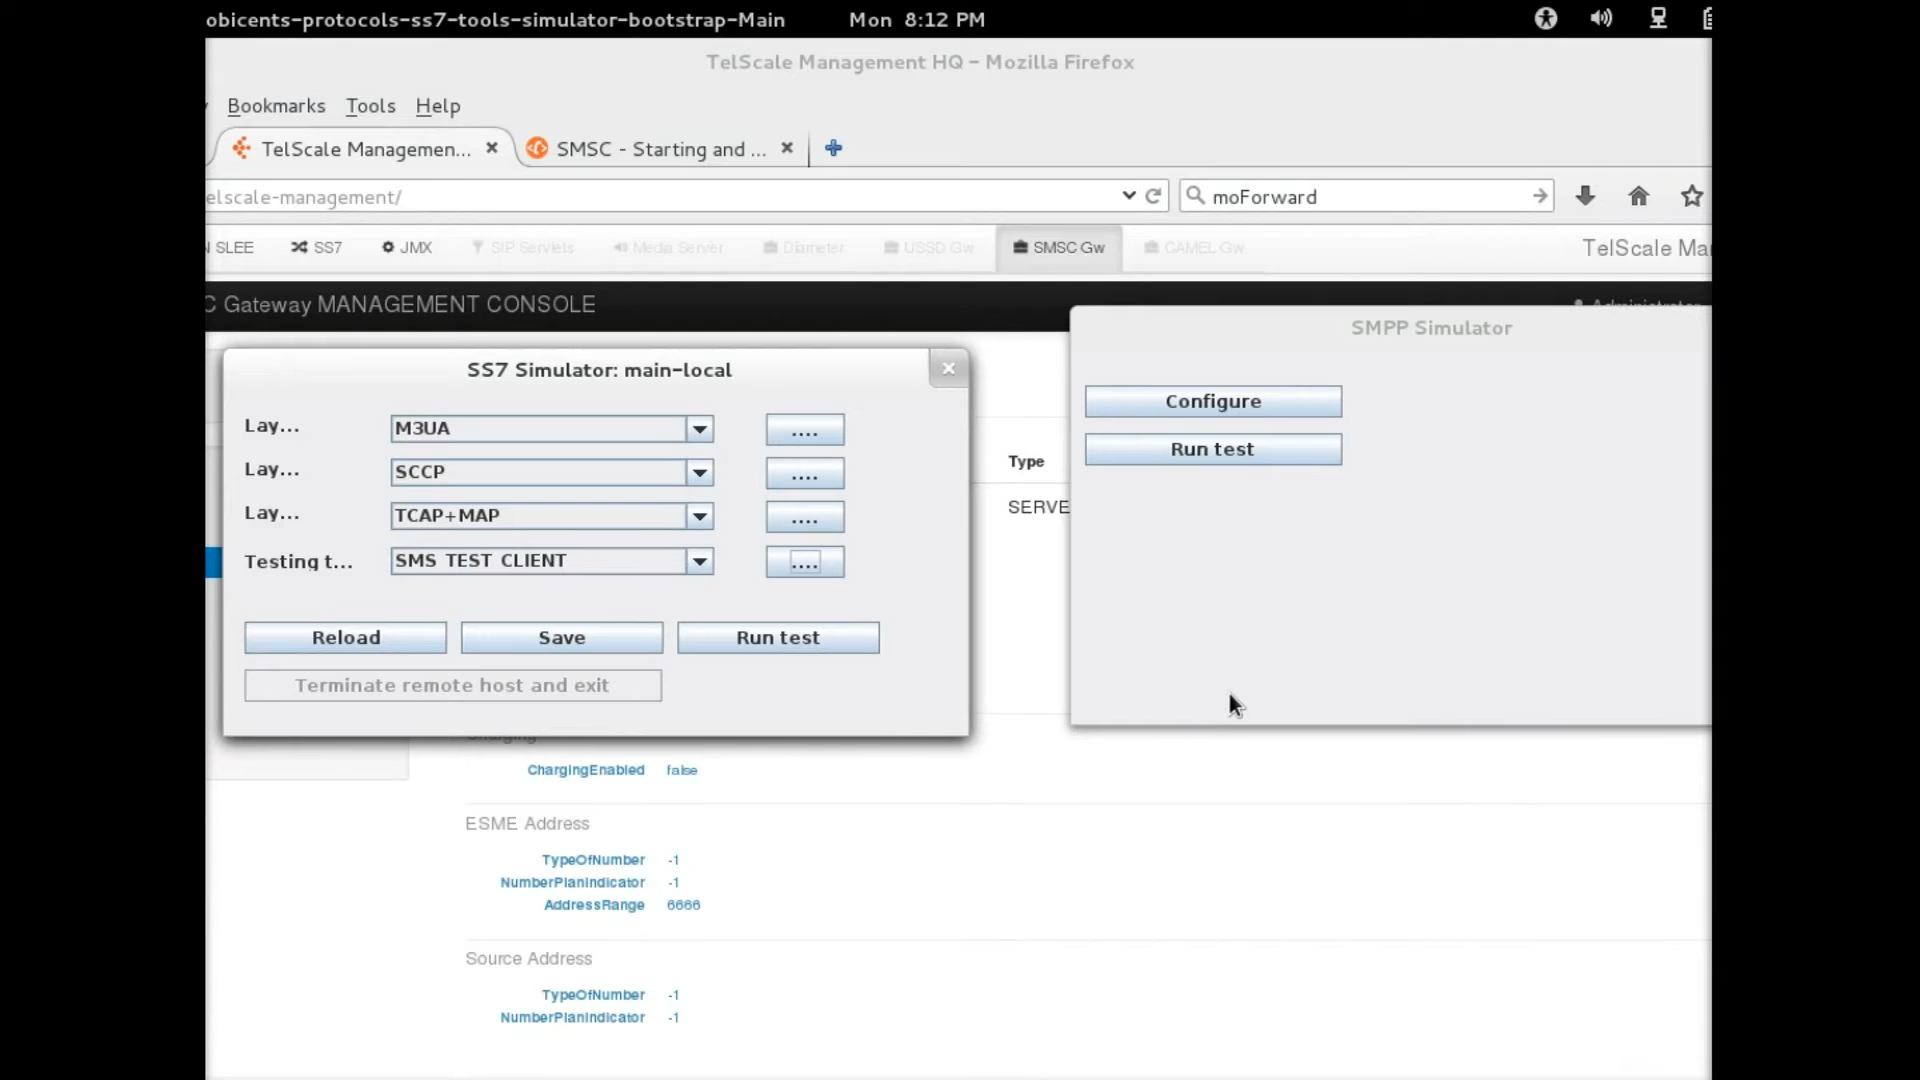 obicents-protocols-ss7-tools-simulator-bootstrap-Main Mon 8:12 PM
TelScale Management HQ - Mozilla Firefox
Bookmarks Tools Help
TelScale Managemen... SMSC - Starting and ...
elscale-management/ moForward
N SLEE SS7 JMX SIP Servlets Media Server Diameter USSD Gw SMSC Gw CAMEL Gw TelScale Ma
C Gateway MANAGEMENT CONSOLE
SMPP Simulator
Configure
Run test
SS7 Simulator: main-local
Lay... M3UA ....
Lay... SCCP ....
Lay... TCAP+MAP ....
Testing t... SMS TEST CLIENT ....
Reload Save Run test
Terminate remote host and exit
Type
SERVE
ChargingEnabled false
ESME Address
TypeOfNumber -1
NumberPlanIndicator -1
AddressRange 6666
Source Address
TypeOfNumber -1
NumberPlanIndicator -1